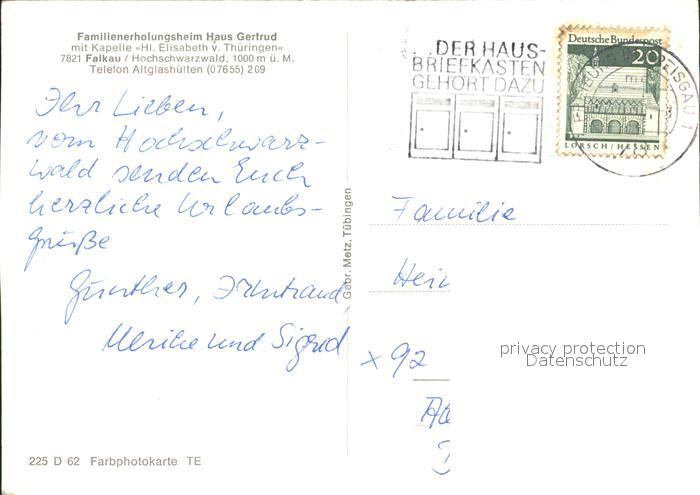 Familienerholungsheim Haus Gertrud
mit Kapelle »Hl. Elisabeth v. Thüringen«
7821 Falkau / Hochschwarzwald, 1000 m ü. M.
Telefon Altglashütten (07655) 209
...DER HAUS-
BRIEFKASTEN
GEHÖRT DAZU
Deutsche Bundespost
20
LORSCH/HESSEN
Ihr Lieben,
vom Hochschwarz-
wald senden Euch
herzliche Urlaubs-
grüße
Günther, Irmtraud,
Ulrike und Sigrid
Gebr. Metz, Tübingen
Familie
Hein
x 92
privacy protection
Datenschutz
225 D 62 Farbphotokarte TE